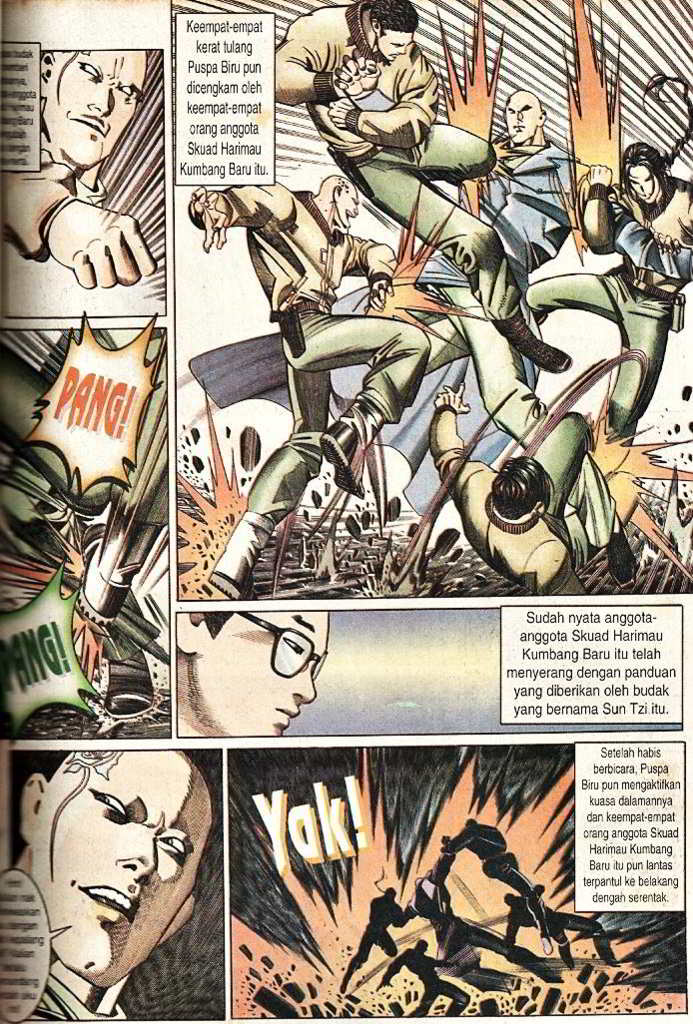 Keempat-empat
kerat tulang
Puspa Biru pun
dicengkam oleh
keempat-empat
orang anggota
Skuad Harimau
Kumbang Baru itu.
PANG!
PANG!
Sudah nyata anggota-
anggota Skuad Harimau
Kumbang Baru itu telah
menyerang dengan panduan
yang diberikan oleh budak
yang bernama Sun Tzi itu.
Yak!
Setelah habis
berbicara, Puspa
Biru pun mengaktifkan
kuasa dalamannya
dan keempat-empat
orang anggota Skuad
Harimau Kumbang
Baru itu pun lantas
terpantul ke belakang
dengan serentak.